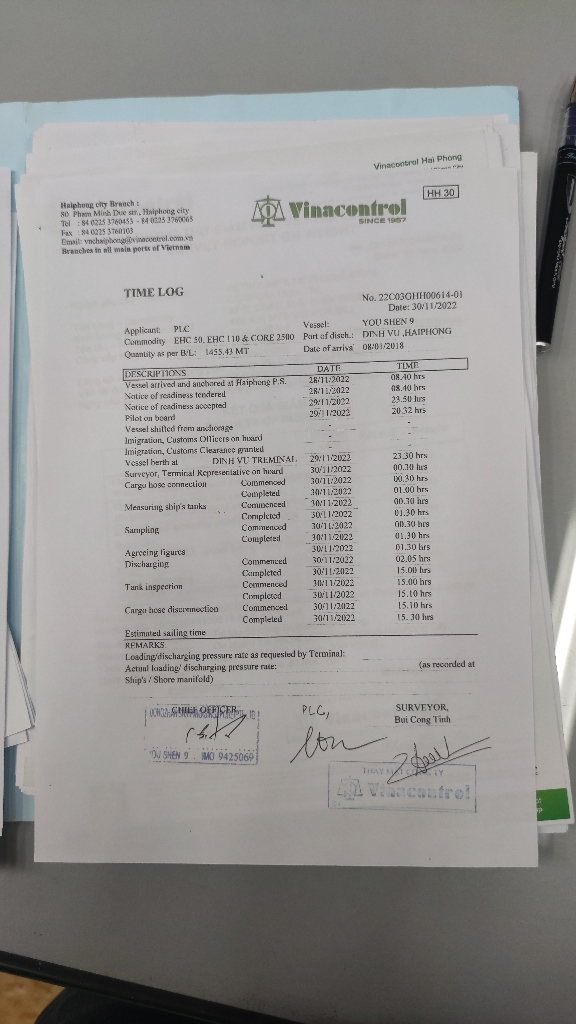 Vinacontrol Hai Phong
HH 30
Haiphong city Branch :
80 Pham Minh Duc str., Haiphong city
Tel : 84 0225 3760453 - 84 0225 3760065
Fax : 84 0225 3760103
Email: vnchaiphong@vinacontrol.com.vn
Branches in all main ports of Vietnam
Vinacontrol
SINCE 1957
TIME LOG
No. 22C03GHH00614-01
Date: 30/11/2022
Applicant: PLC Vessel: YOU SHEN 9
Commodity EHC 50, EHC 110 & CORE 2500 Port of disch.: DINH VU ,HAIPHONG
Quantity as per B/L: 1455.43 MT Date of arriva' 08/01/2018
DESCRIPTIONS DATE TIME
Vessel arrived and anchored at Haiphong P.S. 28/11/2022 08.40 hrs
Notice of readiness tendered 28/11/2022 08.40 hrs
Notice of readiness accepted 29/11/2022 23.50 hrs
Pilot on board 29/11/2022 20.32 hrs
Vessel shifted from anchorage - -
Imigration, Customs Officers on board - -
Imigration, Customs Clearance granted - -
Vessel berth at DINH VU TREMINAL 29/11/2022 23.30 hrs
Surveyor, Terminal Representative on board 30/11/2022 00.10 hrs
Cargo hose connection Commenced 30/11/2022 00.30 hrs
Completed 30/11/2022 01.00 hrs
Measuring ship's tanks Commenced 30/11/2022 00.30 hrs
Completed 30/11/2022 01.30 hrs
Sampling Commenced 30/11/2022 00.30 hrs
Completed 30/11/2022 01.30 hrs
Agreeing figures 30/11/2022 01.30 hrs
Discharging Commenced 30/11/2022 02.05 hrs
Completed 30/11/2022 15.00 hrs
Tank inspection Commenced 30/11/2022 15.00 hrs
Completed 30/11/2022 15.10 hrs
Cargo hose disconnection Commenced 30/11/2022 15.10 hrs
Completed 30/11/2022 15. 30 hrs
Estimated sailing time
REMARKS
Loading/discharging pressure rate as requested by Terminal:
Actual loading/ discharging pressure rate: (as recorded at
Ship's / Shore manifold)
CHIEF OFFICER PLC, SURVEYOR,
Bui Cong Tinh
YOU SHEN 9 IMO 9425069
THAY MẶT CÔNG TY
Vinacontrol